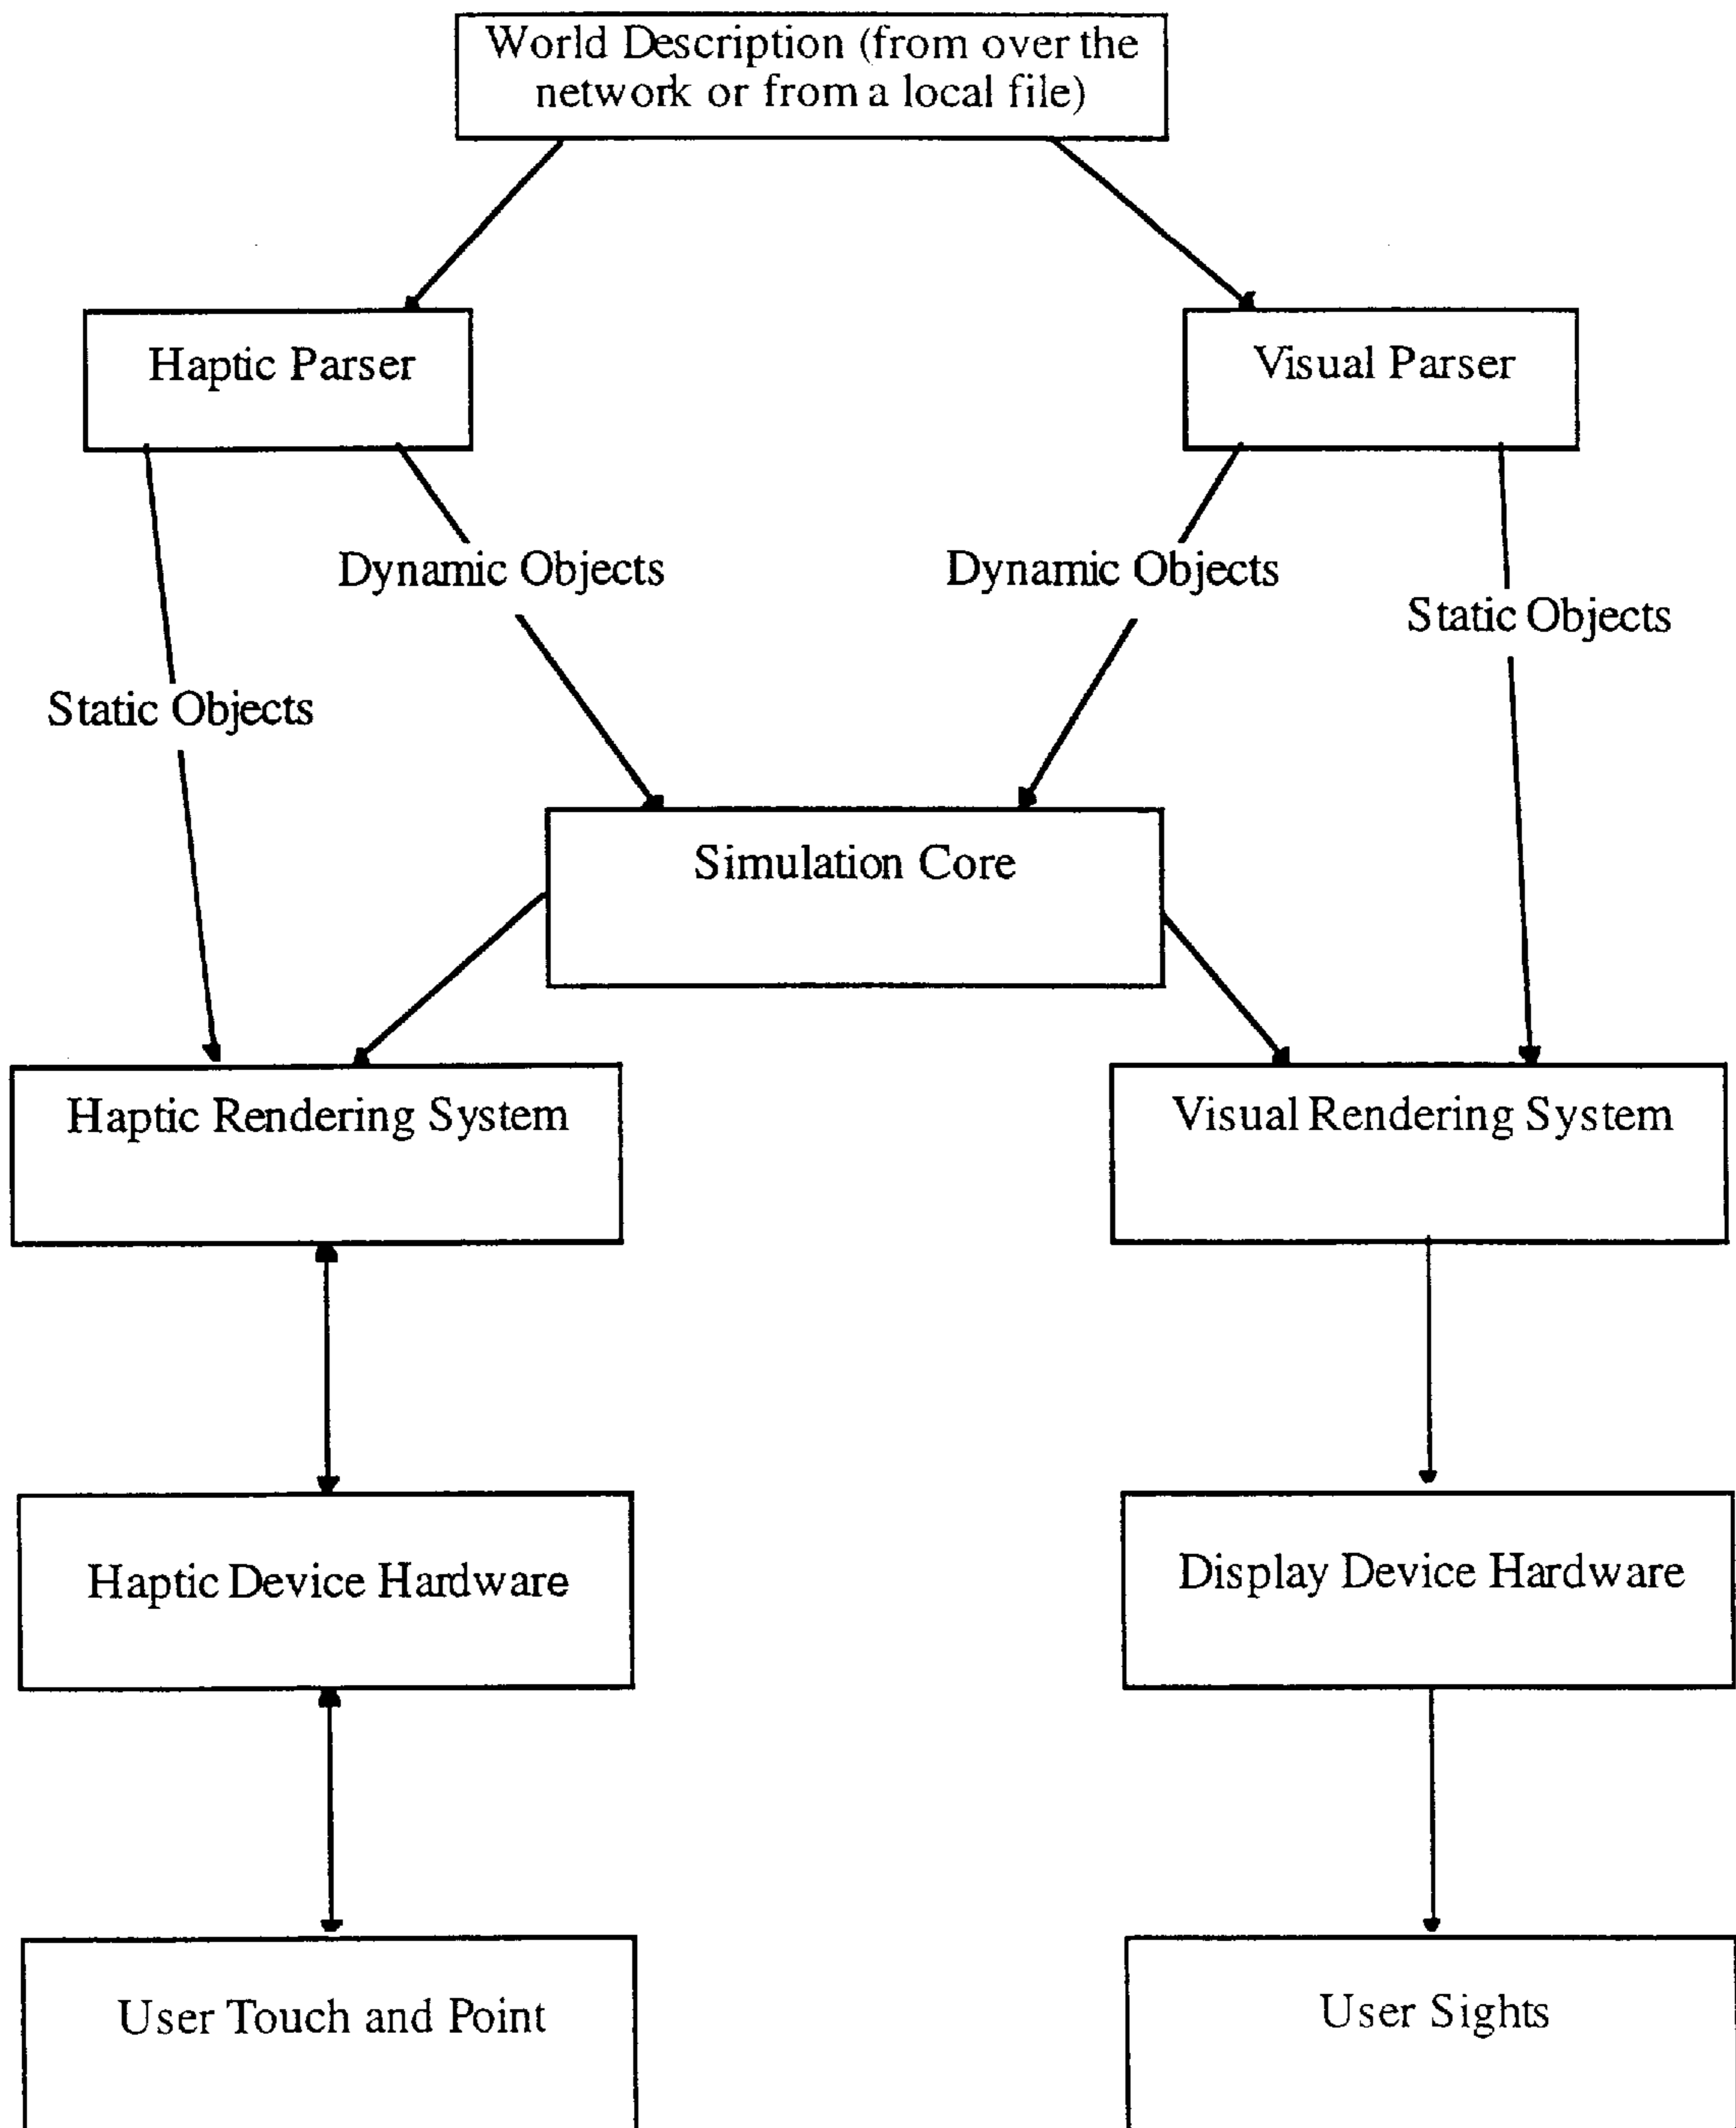 World Description (from over the
network or from a local file)
Haptic Parser
Visual Parser
Dynamic Objects
Dynamic Objects
Static Objects
Static Objects
Simulation Core
Haptic Rendering System
Visual Rendering System
Haptic Device Hardware
Display Device Hardware
User Touch and Point
User Sights